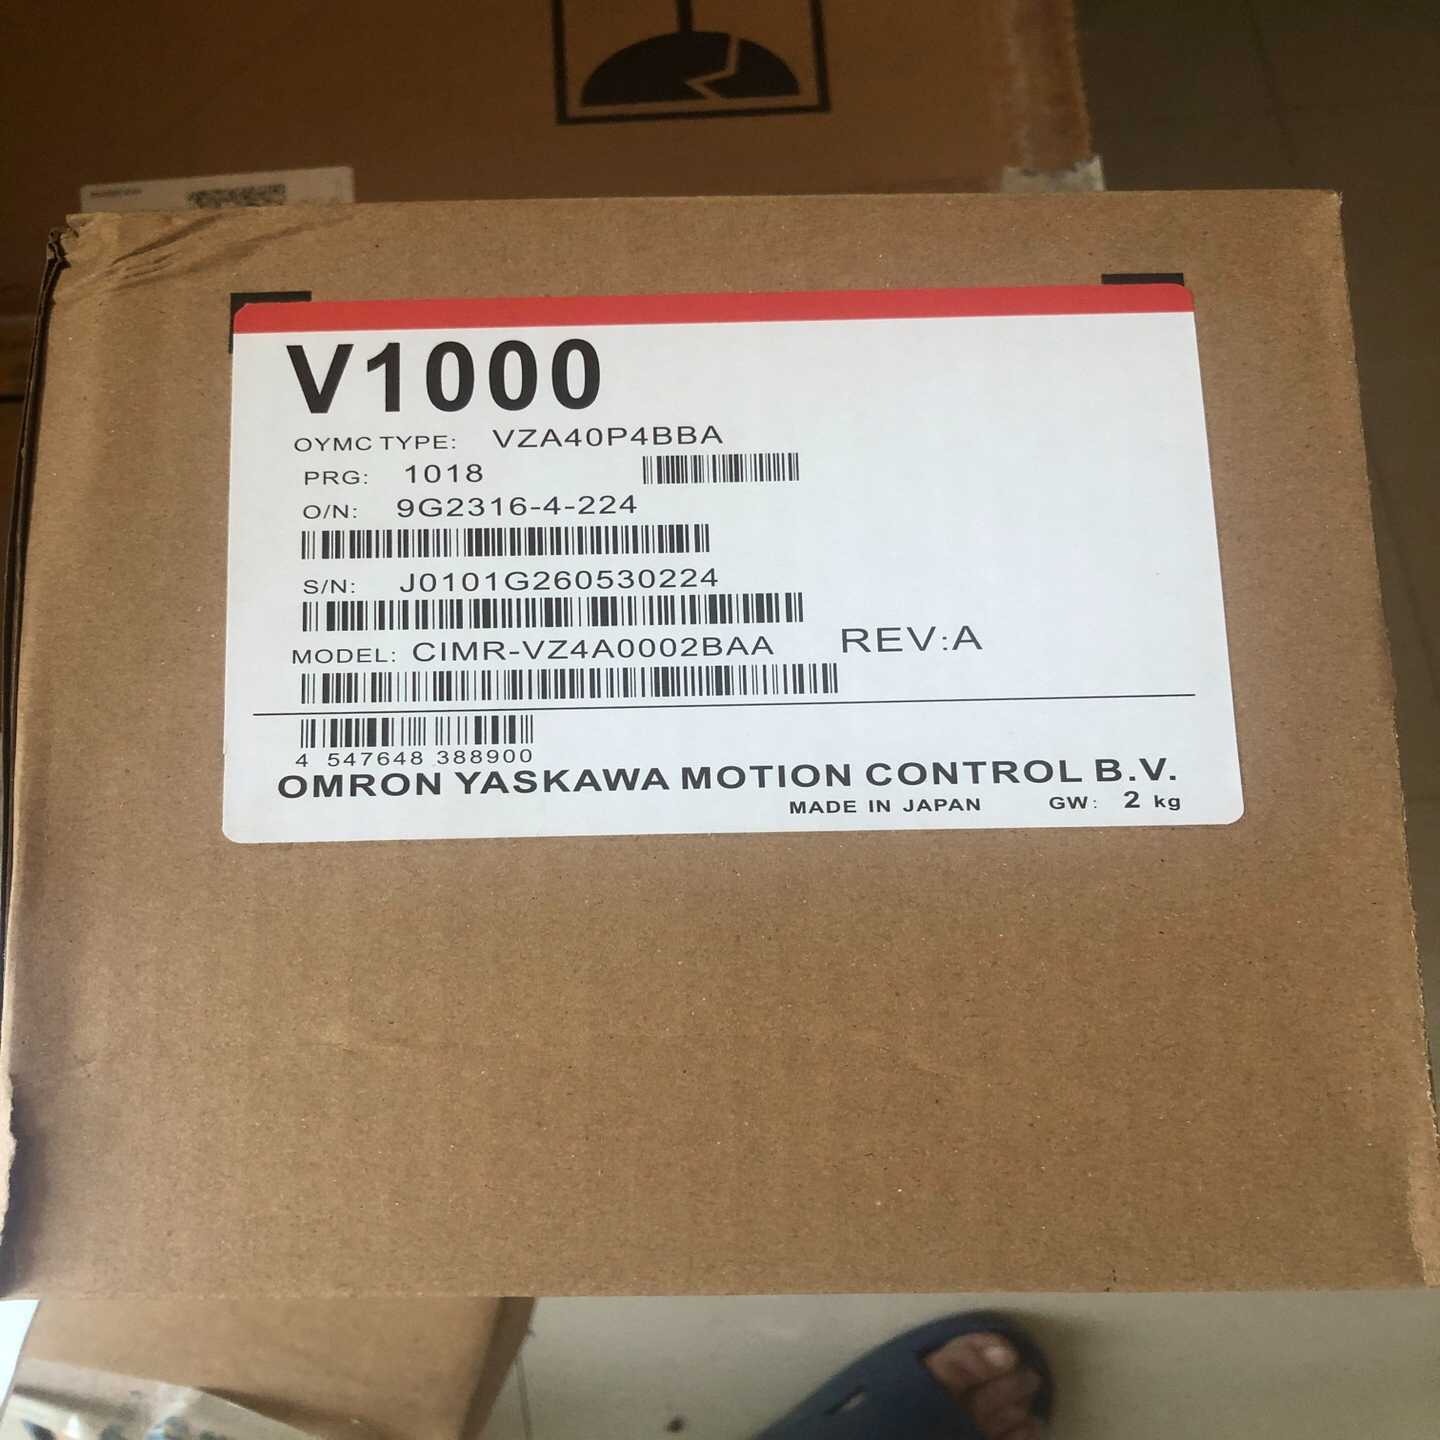 V1000
OYMC TYPE: VZA40P4BBA
PRG: 1018
O/N: 9G2316-4-224
S/N: J0101G260530224
MODEL: CIMR-VZ4A0002BAA REV:A
4 547648 388900
OMRON YASKAWA MOTION CONTROL B.V.
MADE IN JAPAN GW: 2 kg